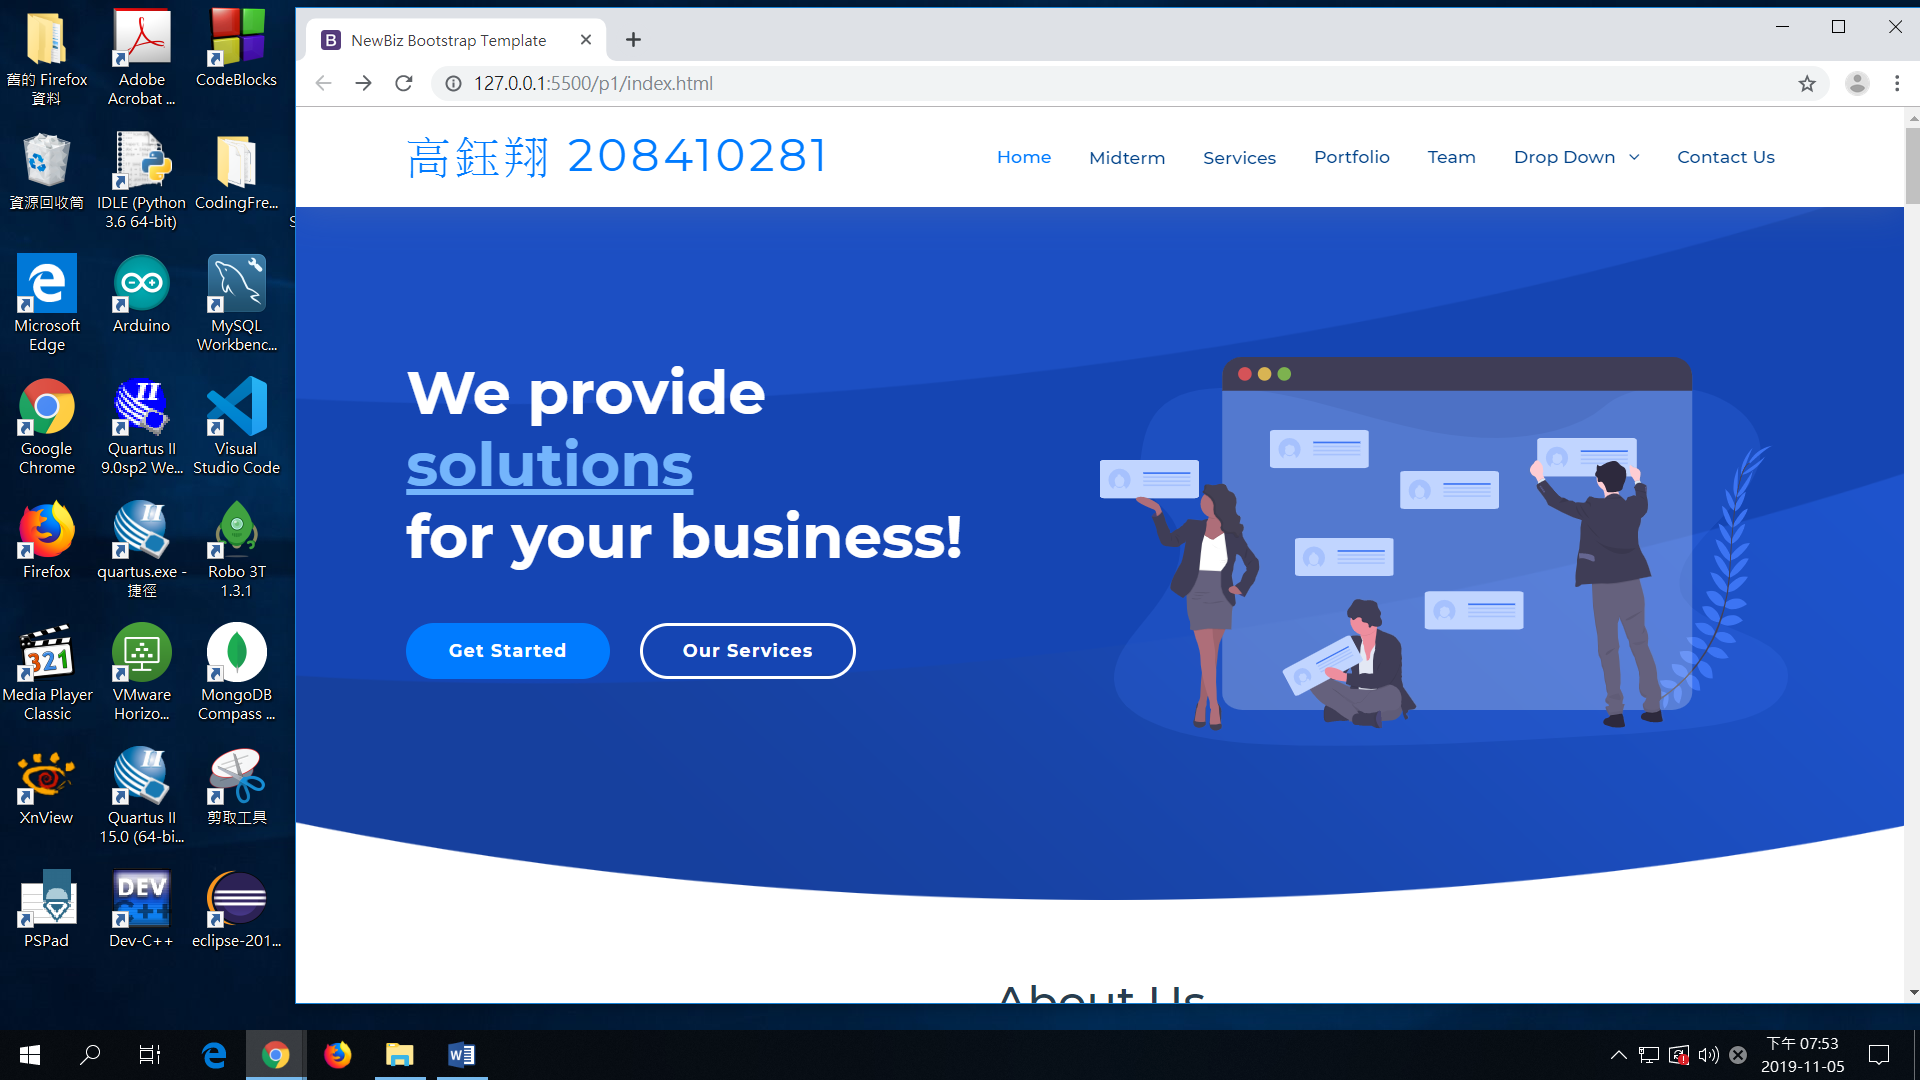 舊的 Firefox
資料
Adobe
Acrobat ...
CodeBlocks
資源回收筒
IDLE (Python
3.6 64-bit)
CodingFre...
Microsoft
Edge
Arduino
MySQL
Workbenc...
Google
Chrome
Quartus II
9.0sp2 We...
Visual
Studio Code
Firefox
quartus.exe -
捷徑
Robo 3T
1.3.1
Media Player
Classic
VMware
Horizo...
MongoDB
Compass ...
XnView
Quartus II
15.0 (64-bi...
剪取工具
PSPad
Dev-C++
eclipse-201...
NewBiz Bootstrap Template
127.0.0.1:5500/p1/index.html
高鈺翔 208410281
Home Midterm Services Portfolio Team Drop Down Contact Us
We provide
solutions
for your business!
Get Started Our Services
About Us
下午 07:53
2019-11-05